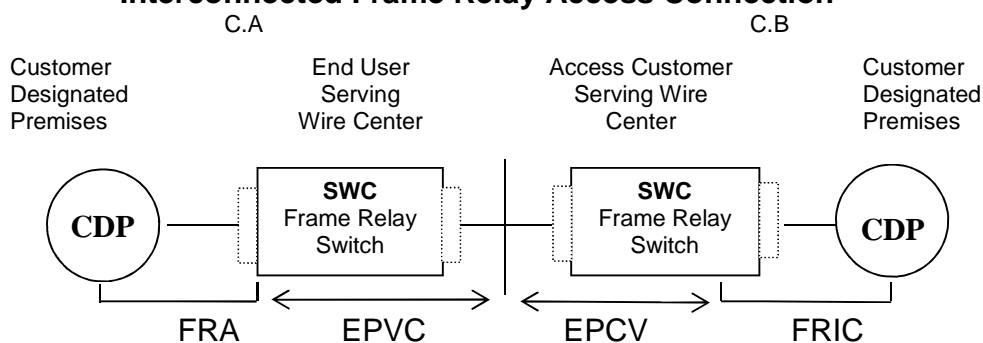 Interconnected Frame Relay Access Connection
C.A C.B
Customer Designated Premises
End User Serving Wire Center
Access Customer Serving Wire Center
Customer Designated Premises
CDP
SWC
Frame Relay
Switch
SWC
Frame Relay
Switch
CDP
FRA EPVC EPCV FRIC